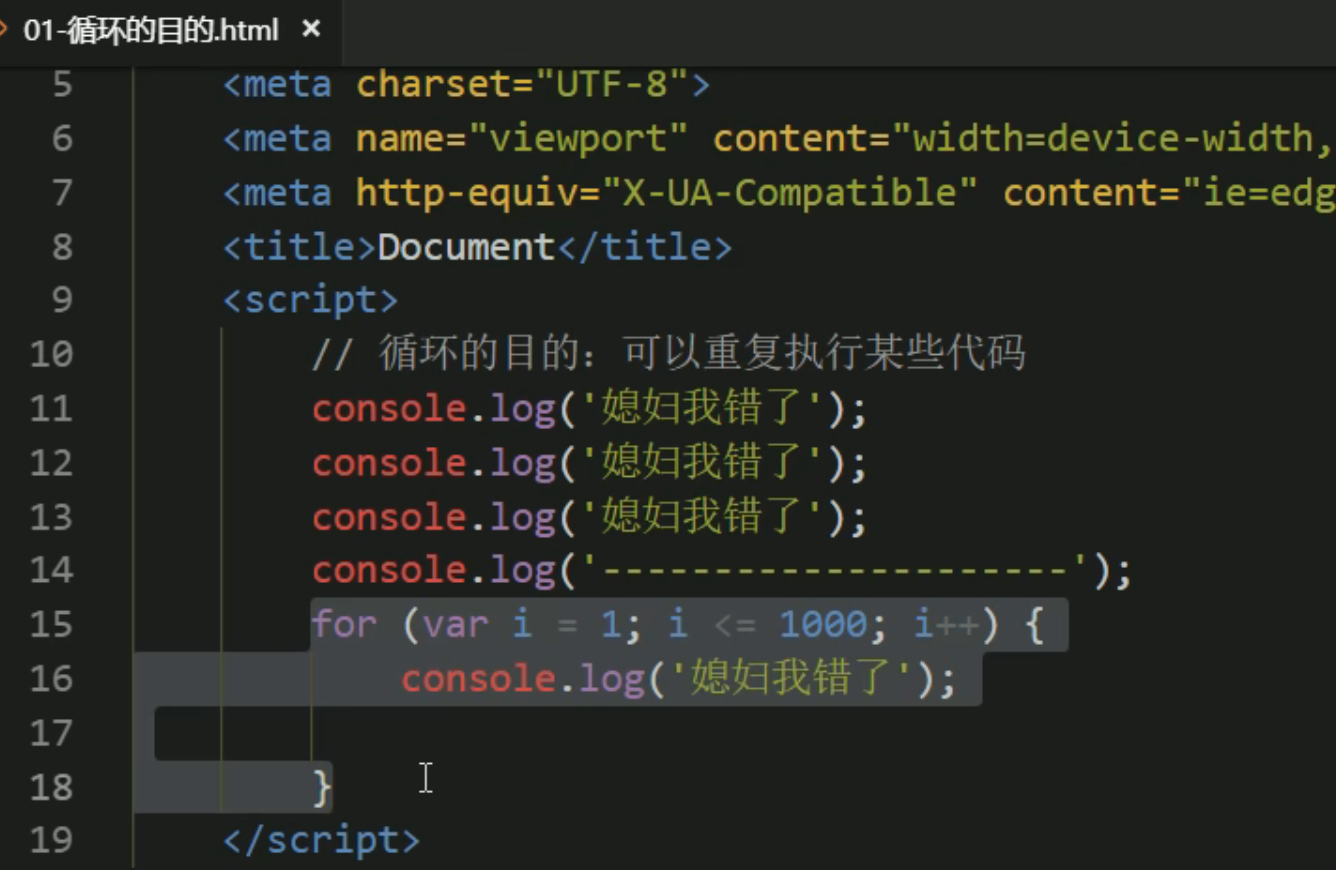 01-循环的目的.html ×
5 <meta charset="UTF-8">
6 <meta name="viewport" content="width=device-width,
7 <meta http-equiv="X-UA-Compatible" content="ie=edg
8 <title>Document</title>
9 <script>
10 // 循环的目的：可以重复执行某些代码
11 console.log('媳妇我错了');
12 console.log('媳妇我错了');
13 console.log('媳妇我错了');
14 console.log('---------------------');
15 for (var i = 1; i <= 1000; i++) {
16 console.log('媳妇我错了');
17
18 }
19 </script>